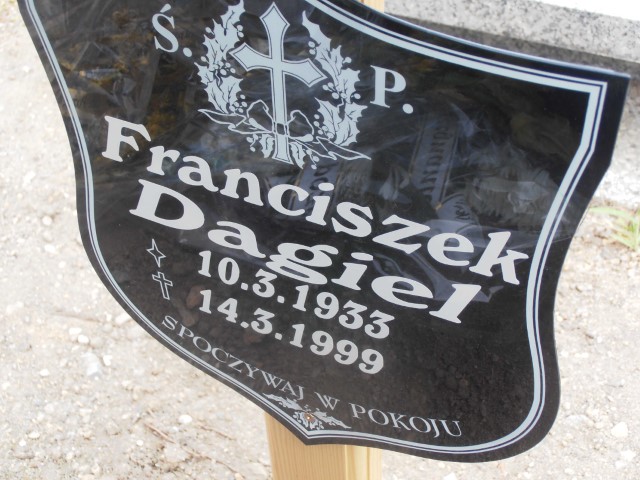 Ś. P.
Franciszek
Dagiel
10.3.1933
14.3.1999
SPOCZYWAJ W POKOJU